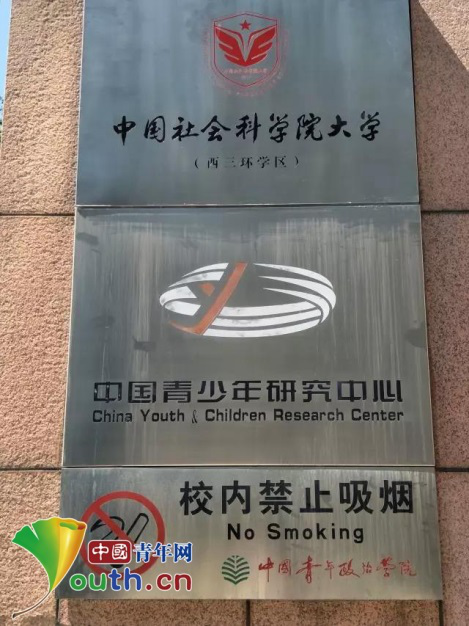 中国社会科学院大学
（西三环学区）
中国青少年研究中心
China Youth & Children Research Center
校内禁止吸烟
No Smoking
中国青年政治学院
中國青年网
Youth.cn